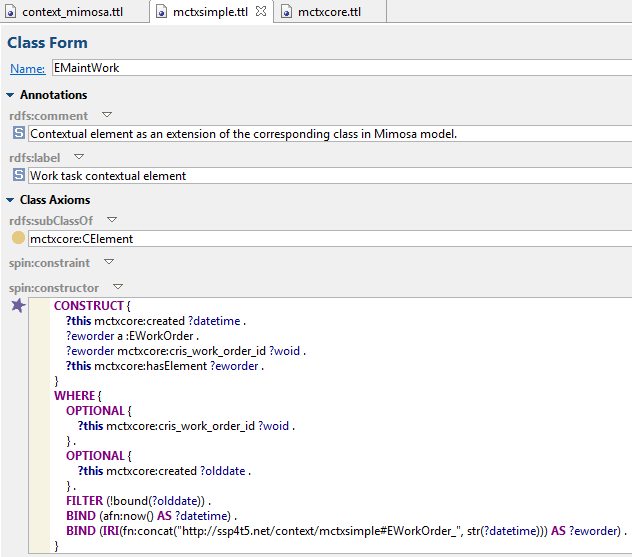 context_mimosa.ttl mctxsimple.ttl mctxcore.ttl
Class Form
Name: EMaintWork
Annotations
rdfs:comment
S Contextual element as an extension of the corresponding class in Mimosa model.
rdfs:label
S Work task contextual element
Class Axioms
rdfs:subClassOf
mctxcore:CElement
spin:constraint
spin:constructor
CONSTRUCT {
?this mctxcore:created ?datetime .
?eworder a :EWorkOrder .
?eworder mctxcore:cris_work_order_id ?woid .
?this mctxcore:hasElement ?eworder .
}
WHERE {
OPTIONAL {
?this mctxcore:cris_work_order_id ?woid .
} .
OPTIONAL {
?this mctxcore:created ?olddate .
} .
FILTER (!bound(?olddate)) .
BIND (afn:now() AS ?datetime) .
BIND (IRI(fn:concat("http://ssp4t5.net/context/mctxsimple#EWorkOrder_", str(?datetime))) AS ?eworder) .
}